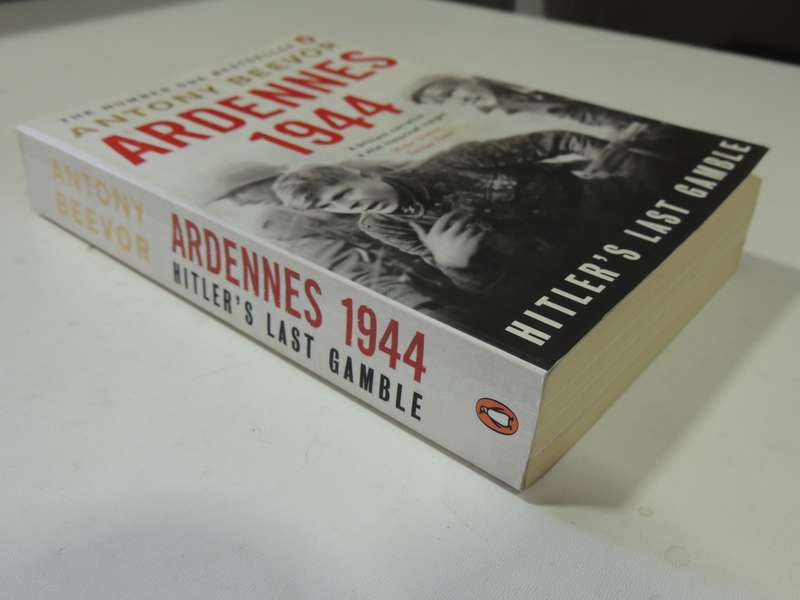 THE NUMBER ONE BESTSELLER
ANTONY BEEVOR
ARDENNES
1944
HITLER'S LAST GAMBLE
ANTONY
BEEVOR
ARDENNES 1944
HITLER'S LAST GAMBLE